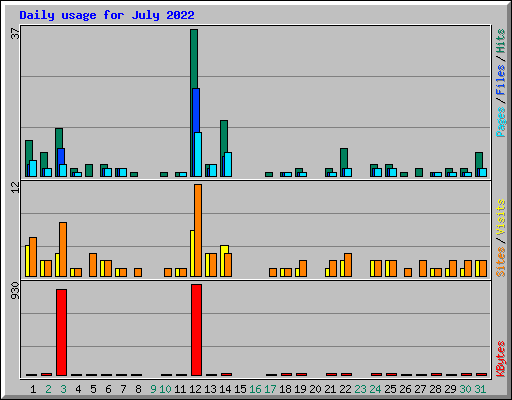 Daily usage for July 2022
37
12
930
Pages / Files / Hits
Sites / Visits
KBytes
1 2 3 4 5 6 7 8 9 10 11 12 13 14 15 16 17 18 19 20 21 22 23 24 25 26 27 28 29 30 31